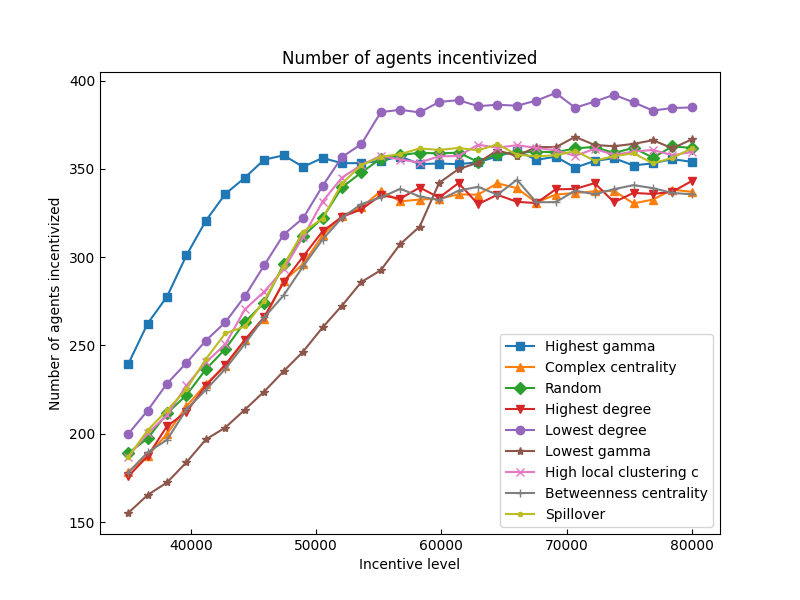 Number of agents incentivized
400
350
300
250
200
150
Number of agents incentivized
40000 50000 60000 70000 80000
Incentive level
Highest gamma
Complex centrality
Random
Highest degree
Lowest degree
Lowest gamma
High local clustering c
Betweenness centrality
Spillover